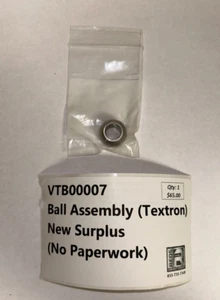 VTB00007
Qty: 1
$65.00
Ball Assembly (Textron)
New Surplus
(No Paperwork)